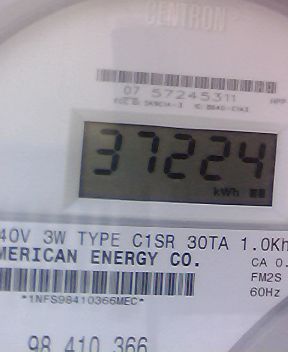 CENTRON
07 57245311
37224
kWh
40V 3W TYPE C1SR 30TA 1.0Kh
MERICAN ENERGY CO.
CA 0.
FM2S
60Hz
*1NFS98410366MEC*
98 410 366